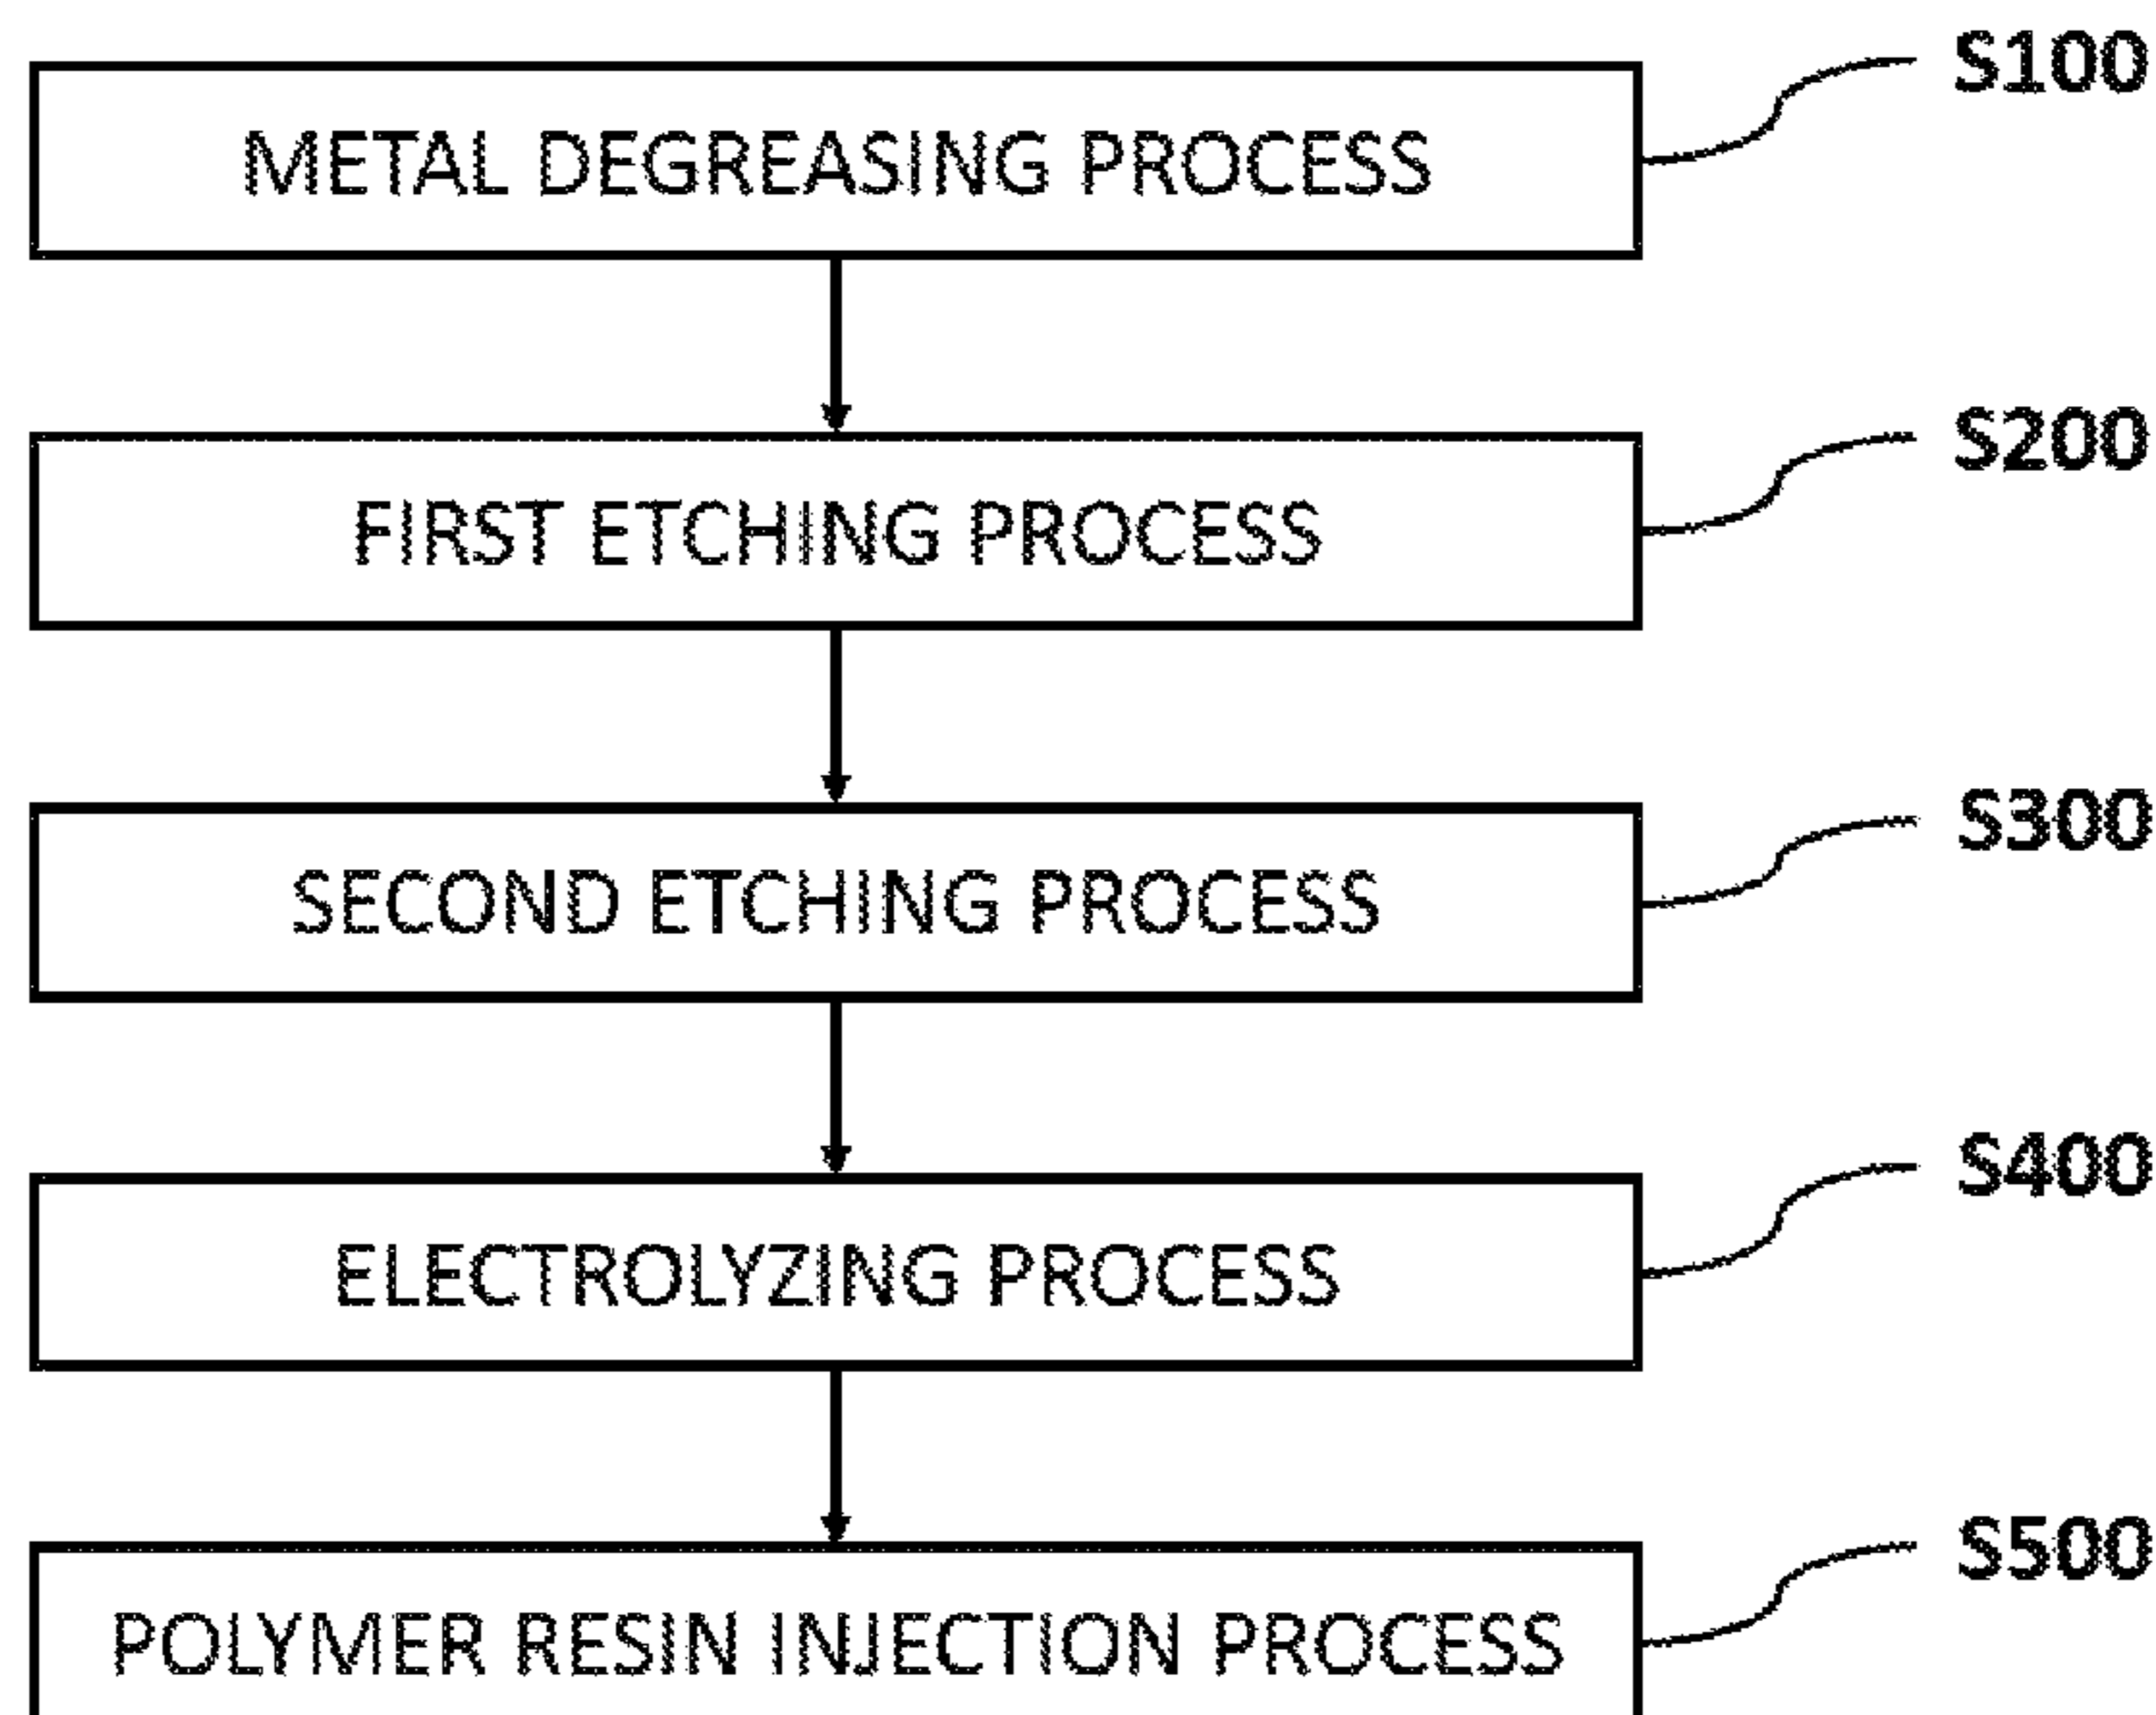 S100
METAL DEGREASING PROCESS
S200
FIRST ETCHING PROCESS
S300
SECOND ETCHING PROCESS
S400
ELECTROLYZING PROCESS
S500
POLYMER RESIN INJECTION PROCESS